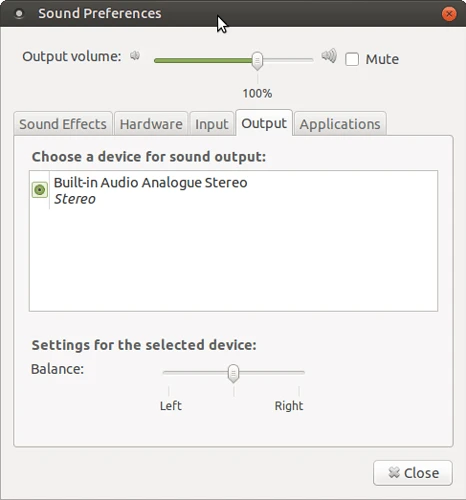 Sound Preferences
Output volume:
Mute
100%
Sound Effects
Hardware
Input
Output
Applications
Choose a device for sound output:
Built-in Audio Analogue Stereo
Stereo
Settings for the selected device:
Balance:
Left
Right
Close